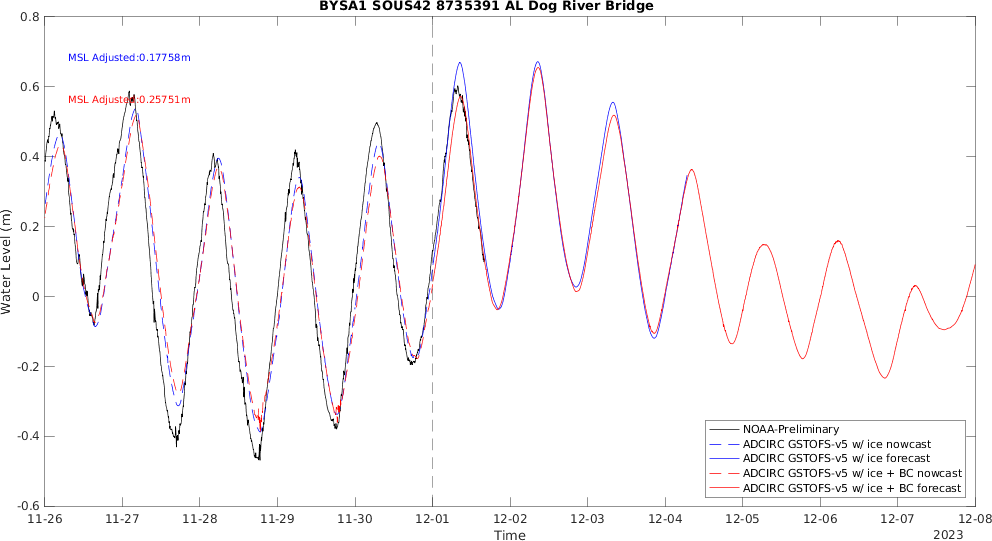 BYSA1 SOUS42 8735391 AL Dog River Bridge
MSL Adjusted:0.17758m
MSL Adjusted:0.25751m
Water Level (m)
0.8
0.6
0.4
0.2
0
-0.2
-0.4
-0.6
NOAA-Preliminary
ADCIRC GSTOFS-v5 w/ ice nowcast
ADCIRC GSTOFS-v5 w/ ice forecast
ADCIRC GSTOFS-v5 w/ ice + BC nowcast
ADCIRC GSTOFS-v5 w/ ice + BC forecast
11-26 11-27 11-28 11-29 11-30 12-01 12-02 12-03 12-04 12-05 12-06 12-07 12-08
Time
2023